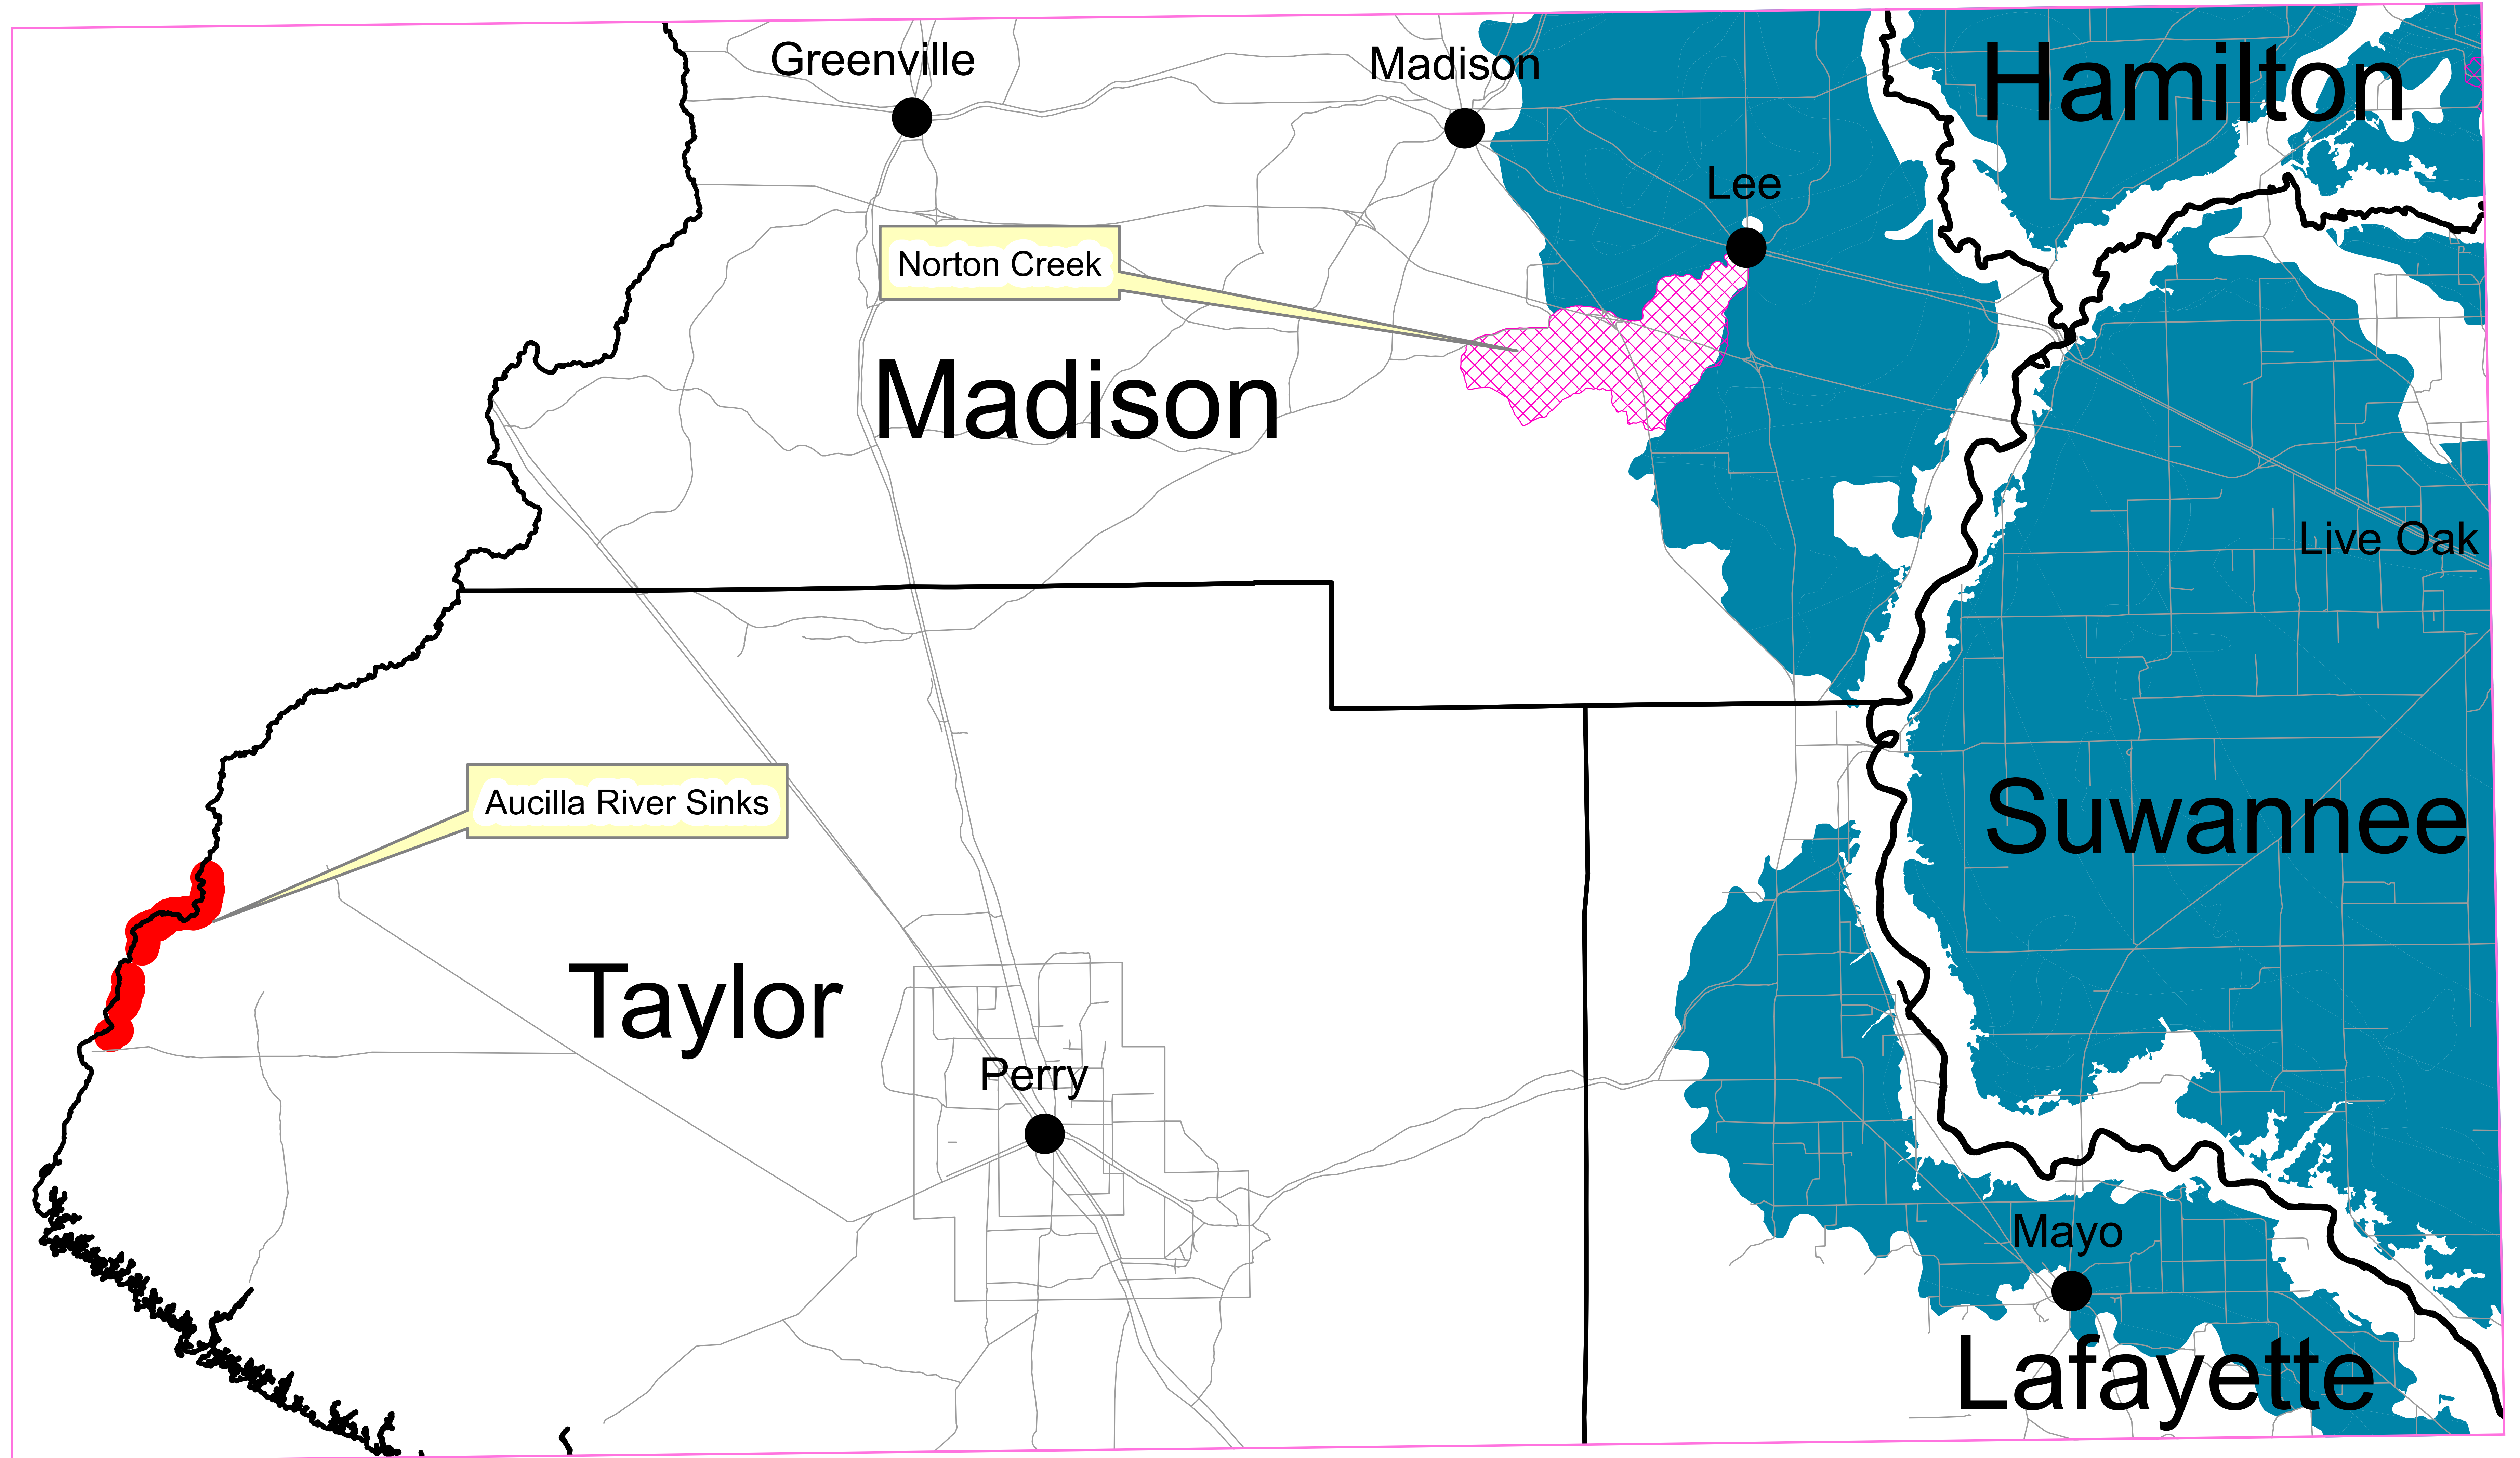 Greenville
Madison
Hamilton
Lee
Norton Creek
Madison
Live Oak
Aucilla River Sinks
Suwannee
Taylor
Perry
Mayo
Lafayette